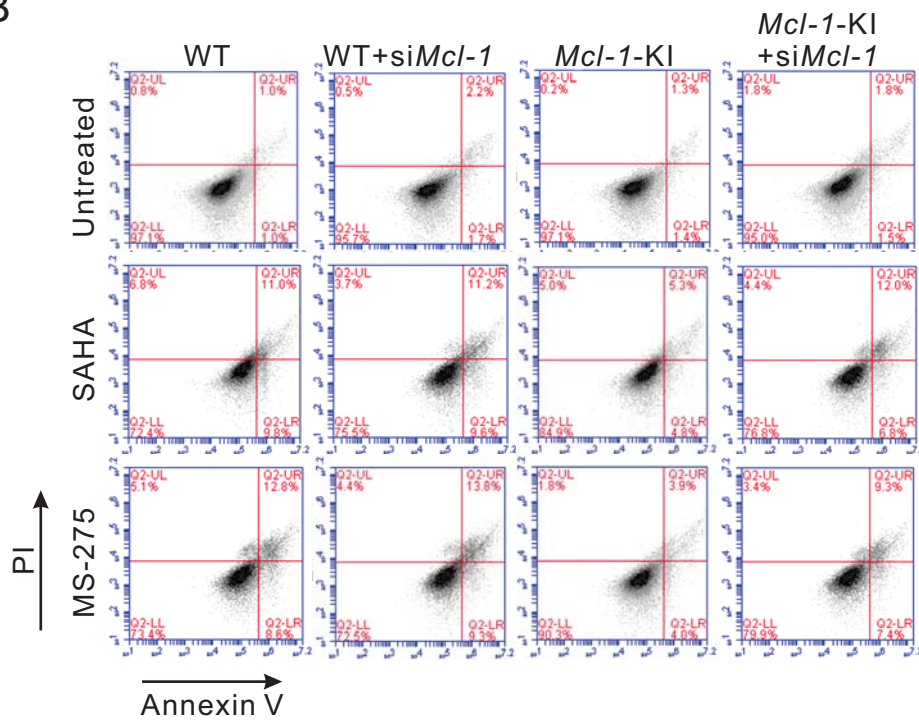 B
WT
WT+siMcl-1
Mcl-1-KI
Mcl-1-KI
+siMcl-1
Untreated
Q2-UL
0.8%
Q2-UR
1.0%
Q2-LL
97.1%
Q2-LR
1.0%
Q2-UL
0.5%
Q2-UR
2.2%
Q2-LL
95.7%
Q2-LR
1.7%
Q2-UL
0.2%
Q2-UR
1.3%
Q2-LL
97.1%
Q2-LR
1.4%
Q2-UL
1.8%
Q2-UR
1.8%
Q2-LL
95.0%
Q2-LR
1.5%
SAHA
Q2-UL
6.8%
Q2-UR
11.0%
Q2-LL
72.4%
Q2-LR
9.8%
Q2-UL
3.7%
Q2-UR
11.2%
Q2-LL
75.5%
Q2-LR
9.6%
Q2-UL
5.0%
Q2-UR
5.3%
Q2-LL
84.9%
Q2-LR
4.8%
Q2-UL
4.4%
Q2-UR
12.0%
Q2-LL
76.8%
Q2-LR
6.8%
MS-275
Q2-UL
5.1%
Q2-UR
12.8%
Q2-LL
73.4%
Q2-LR
8.6%
Q2-UL
4.4%
Q2-UR
13.8%
Q2-LL
72.5%
Q2-LR
9.3%
Q2-UL
1.8%
Q2-UR
3.9%
Q2-LL
90.3%
Q2-LR
4.0%
Q2-UL
3.4%
Q2-UR
9.3%
Q2-LL
79.9%
Q2-LR
7.4%
PI
Annexin V